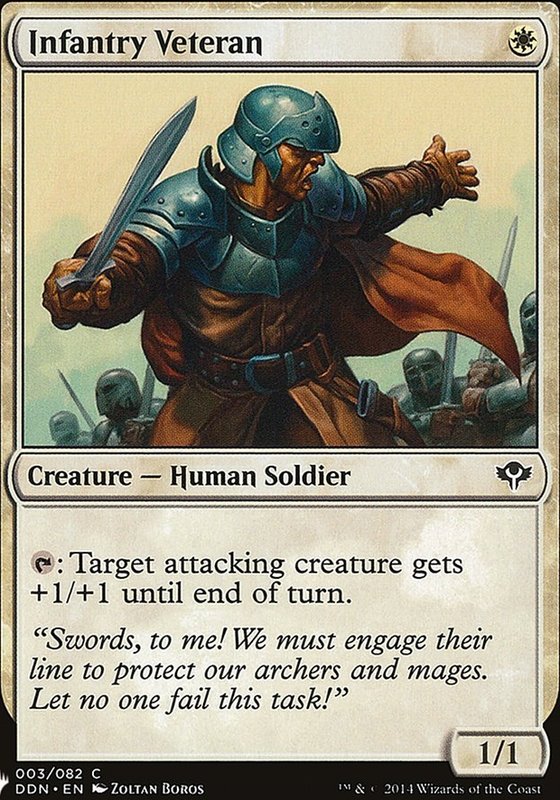 Infantry Veteran
Creature — Human Soldier
: Target attacking creature gets
+1/+1 until end of turn.
“Swords, to me! We must engage their
line to protect our archers and mages.
Let no one fail this task!”
1/1
003/082 C
DDN • EN Zoltan Boros
™ & © 2014 Wizards of the Coast